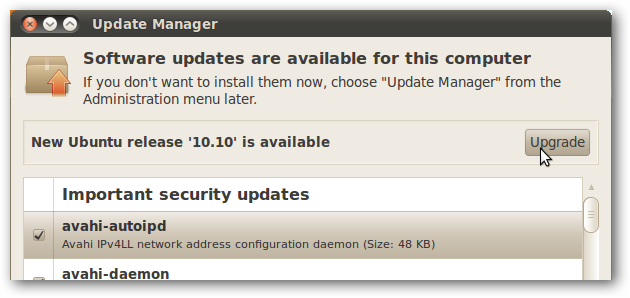 Update Manager
Software updates are available for this computer
If you don't want to install them now, choose "Update Manager" from the
Administration menu later.
New Ubuntu release '10.10' is available
Upgrade
Important security updates
avahi-autoipd
Avahi IPv4LL network address configuration daemon (Size: 48 KB)
avahi-daemon